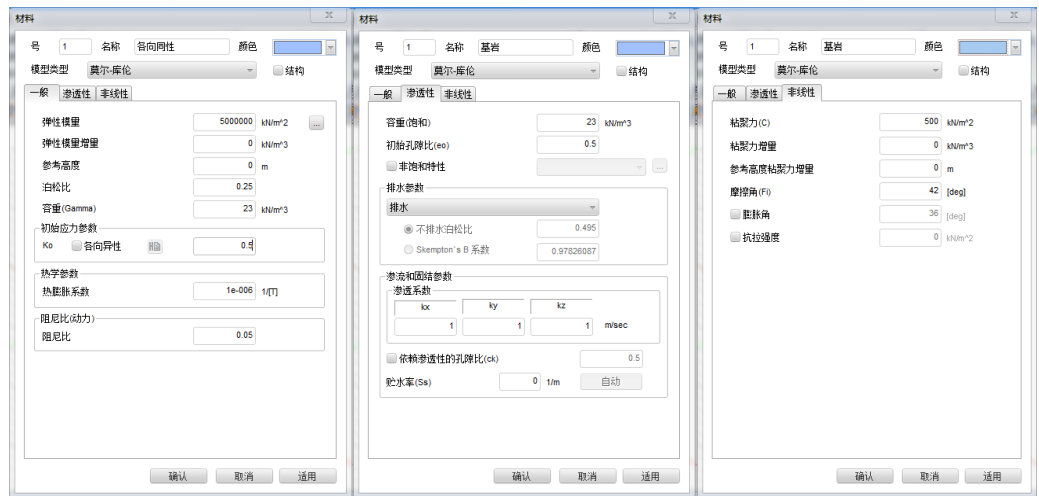 材料
号 1 名称 各向同性 颜色
模型类型 莫尔-库伦 结构
一般 渗透性 非线性
弹性模量 5000000 kN/m^2 ...
弹性模量增量 0 kN/m^3
参考高度 0 m
泊松比 0.25
容重(Gamma) 23 kN/m^3
初始应力参数
Ko 各向异性 0.5
热学参数
热膨胀系数 1e-006 1/[T]
阻尼比(动力)
阻尼比 0.05
确认 取消 适用
材料
号 1 名称 基岩 颜色
模型类型 莫尔-库伦 结构
一般 渗透性 非线性
容重(饱和) 23 kN/m^3
初始孔隙比(eo) 0.5
非饱和特性 ...
排水参数
排水
不排水泊松比 0.495
Skempton`s B 系数 0.97826087
渗流和固结参数
渗透系数
kx ky kz
1 1 1 m/sec
依赖渗透性的孔隙比(ck) 0.5
贮水率(Ss) 0 1/m 自动
确认 取消 适用
材料
号 1 名称 基岩 颜色
模型类型 莫尔-库伦 结构
一般 渗透性 非线性
粘聚力(C) 500 kN/m^2
粘聚力增量 0 kN/m^3
参考高度粘聚力增量 0 m
摩擦角(Fi) 42 [deg]
膨胀角 36 [deg]
抗拉强度 0 kN/m^2
确认 取消 适用